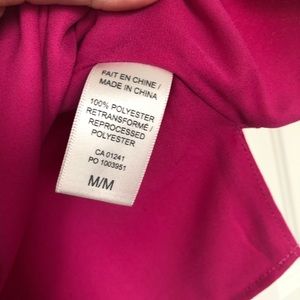 FAIT EN CHINE /
MADE IN CHINA
100% POLYESTER
RETRANSFORMÉ /
REPROCESSED
POLYESTER
CA 01241
PO 1003951
M/M